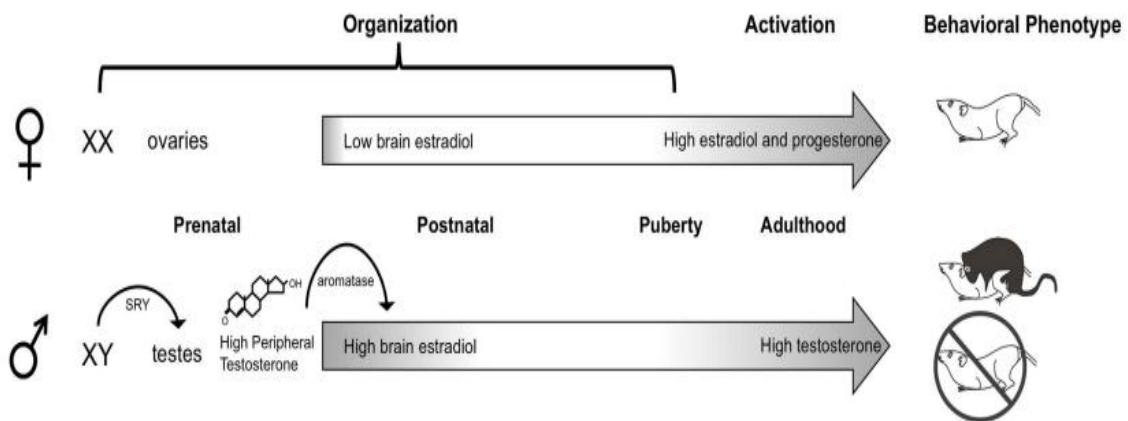 Organization
Activation
Behavioral Phenotype
XX
ovaries
Low brain estradiol
High estradiol and progesterone
Prenatal
Postnatal
Puberty
Adulthood
SRY
OH
O
aromatase
XY
testes
High Peripheral
Testosterone
High brain estradiol
High testosterone